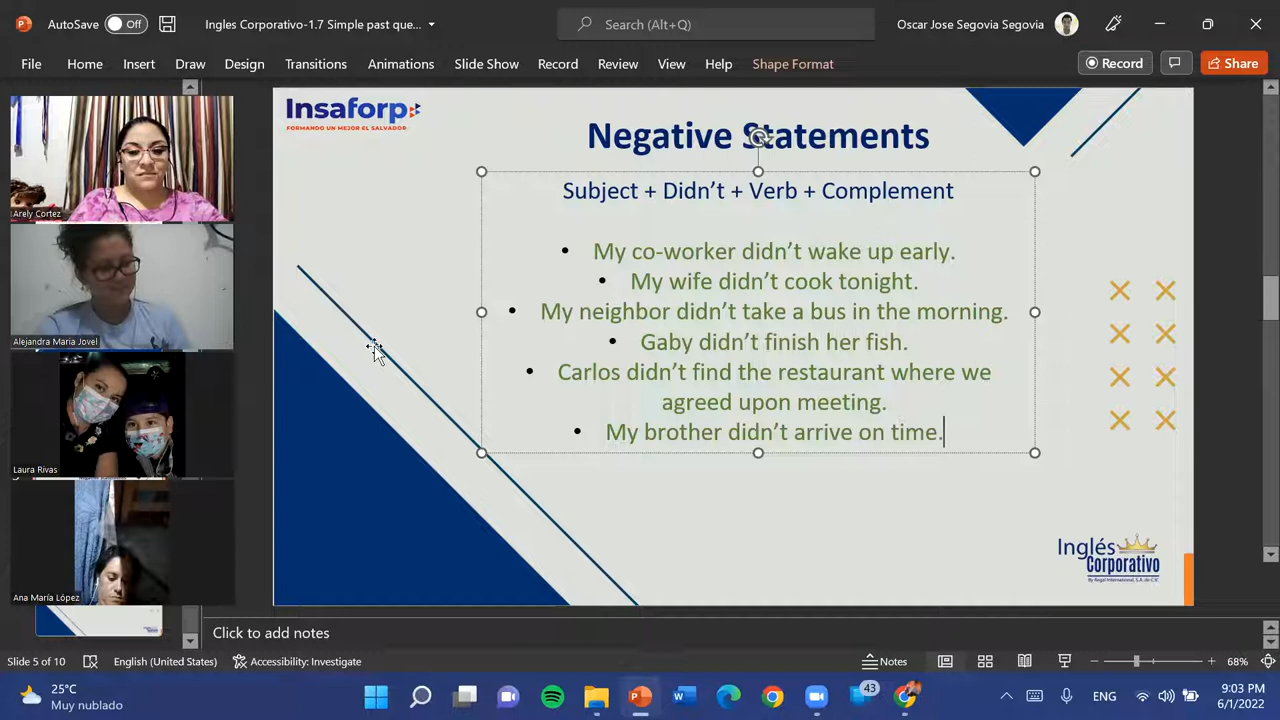 AutoSave Off Ingles Corporativo-1.7 Simple past que... Search (Alt+Q) Oscar Jose Segovia Segovia
File Home Insert Draw Design Transitions Animations Slide Show Record Review View Help Shape Format Record Share
Insaforp
FORMANDO UN MEJOR EL SALVADOR
Negative Statements
Subject + Didn't + Verb + Complement
• My co-worker didn't wake up early.
• My wife didn't cook tonight.
• My neighbor didn't take a bus in the morning.
• Gaby didn't finish her fish.
• Carlos didn't find the restaurant where we
agreed upon meeting.
• My brother didn't arrive on time.
Inglés
Corporativo
By Regal International, S.A. de C.V.
Arely Cortez
Alejandra Maria Jovel
Laura Rivas
Ana María López
Click to add notes
Slide 5 of 10 English (United States) Accessibility: Investigate Notes 68%
25°C
Muy nublado
43
ENG
9:03 PM
6/1/2022